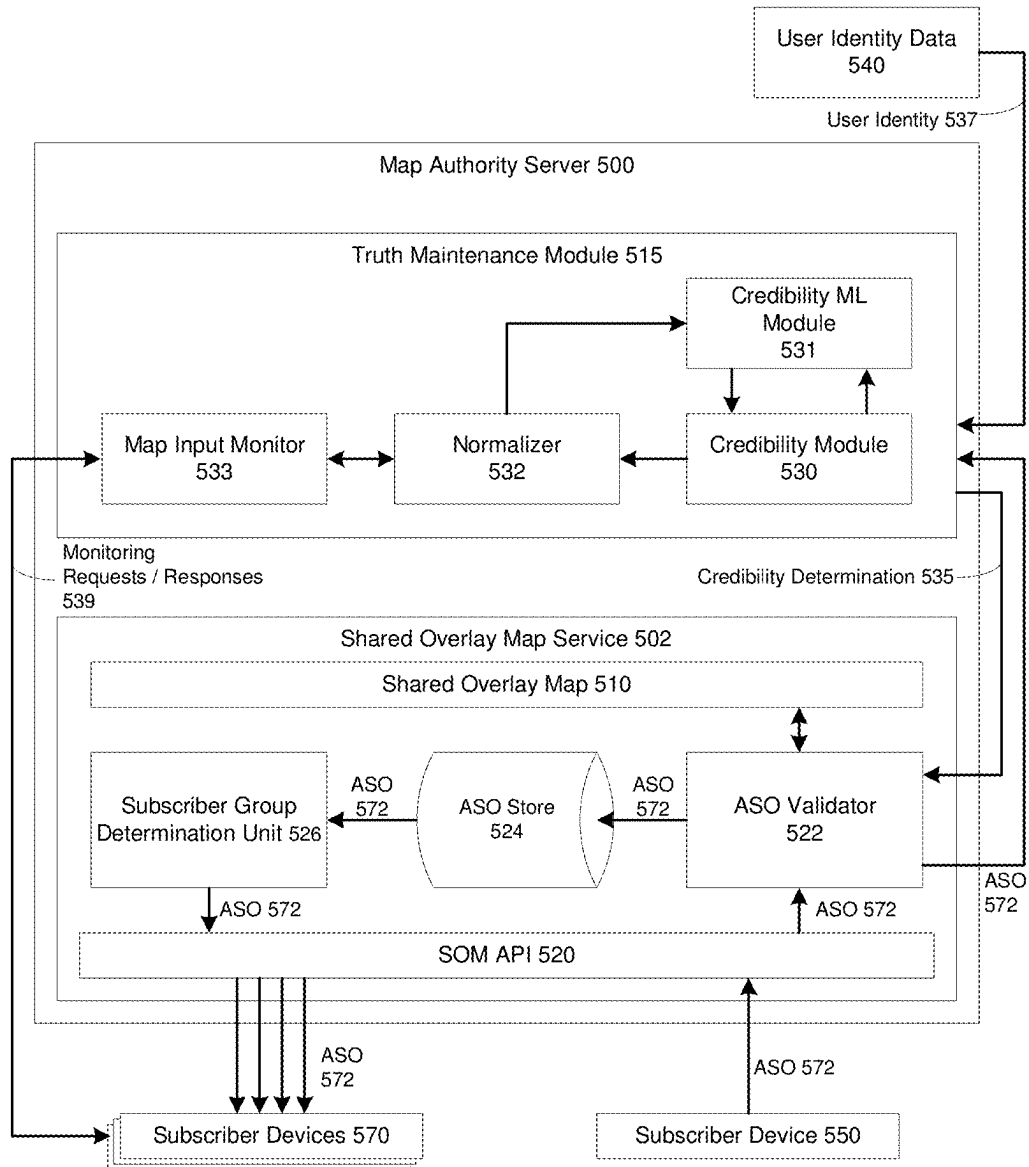 User Identity Data
540
User Identity 537
Map Authority Server 500
Truth Maintenance Module 515
Credibility ML
Module
531
Map Input Monitor
533
Normalizer
532
Credibility Module
530
Monitoring
Requests / Responses
539
Credibility Determination 535
Shared Overlay Map Service 502
Shared Overlay Map 510
Subscriber Group
Determination Unit 526
ASO
572
ASO Store
524
ASO
572
ASO Validator
522
ASO 572
ASO 572
ASO
572
SOM API 520
ASO
572
ASO 572
Subscriber Devices 570
Subscriber Device 550